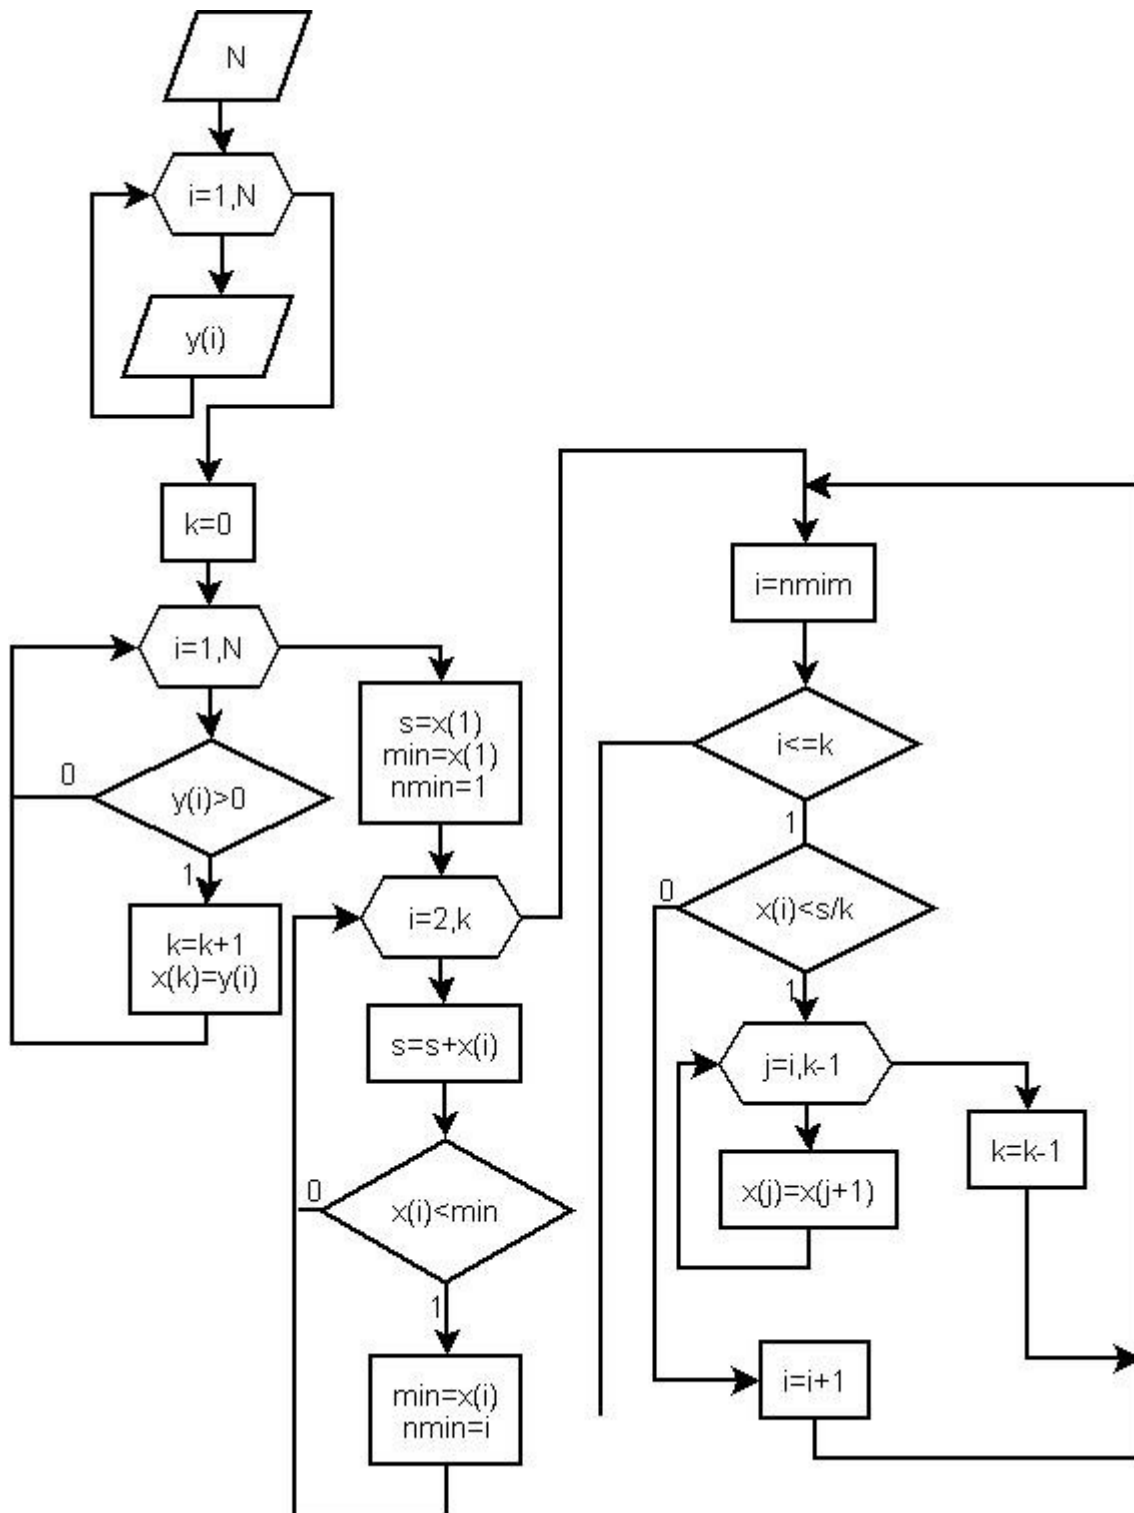 N
i=1,N
y(i)
k=0
i=1,N
0
y(i)>0
1
k=k+1
x(k)=y(i)
s=x(1)
min=x(1)
nmin=1
i=2,k
s=s+x(i)
0
x(i)<min
1
min=x(i)
nmin=i
i=nmim
i<=k
1
0
x(i)<s/k
1
j=i,k-1
x(j)=x(j+1)
k=k-1
i=i+1